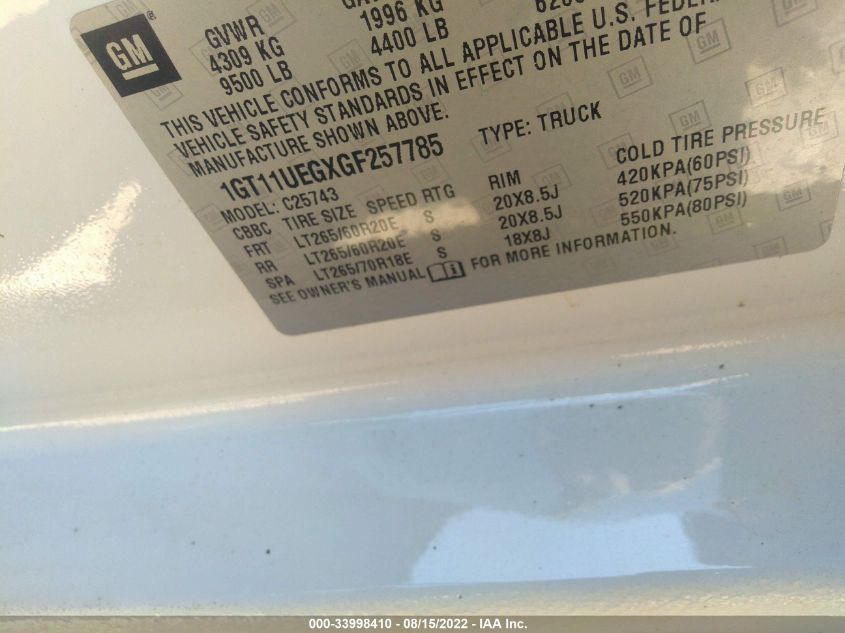 GM
GVWR
4309 KG 1996 KG
9500 LB 4400 LB
THIS VEHICLE CONFORMS TO ALL APPLICABLE U.S.
VEHICLE SAFETY STANDARDS IN EFFECT ON THE DATE OF
MANUFACTURE SHOWN ABOVE.
1GT11UEGXGF257785 TYPE: TRUCK
MODEL: C25743
CBBC TIRE SIZE SPEED RTG RIM COLD TIRE PRESSURE
FRT LT265/60R20E S 20X8.5J 420KPA(60PSI)
RR LT265/60R20E S 20X8.5J 520KPA(75PSI)
SPA LT265/70R18E S 18X8J 550KPA(80PSI)
SEE OWNER'S MANUAL FOR MORE INFORMATION.
000-33998410 - 08/15/2022 - IAA Inc.